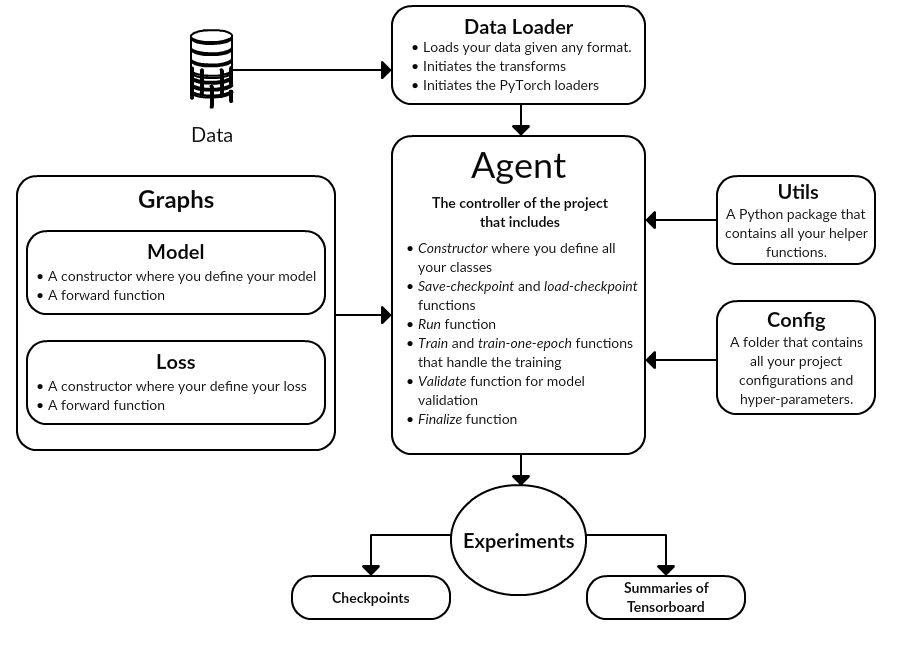 Data Loader
• Loads your data given any format.
• Initiates the transforms
• Initiates the PyTorch loaders
Data
Agent
The controller of the project
that includes
• Constructor where you define all
your classes
• Save-checkpoint and load-checkpoint
functions
• Run function
• Train and train-one-epoch functions
that handle the training
• Validate function for model
validation
• Finalize function
Graphs
Model
• A constructor where you define your model
• A forward function
Loss
• A constructor where your define your loss
• A forward function
Utils
A Python package that
contains all your helper
functions.
Config
A folder that contains
all your project
configurations and
hyper-parameters.
Experiments
Checkpoints
Summaries of
Tensorboard